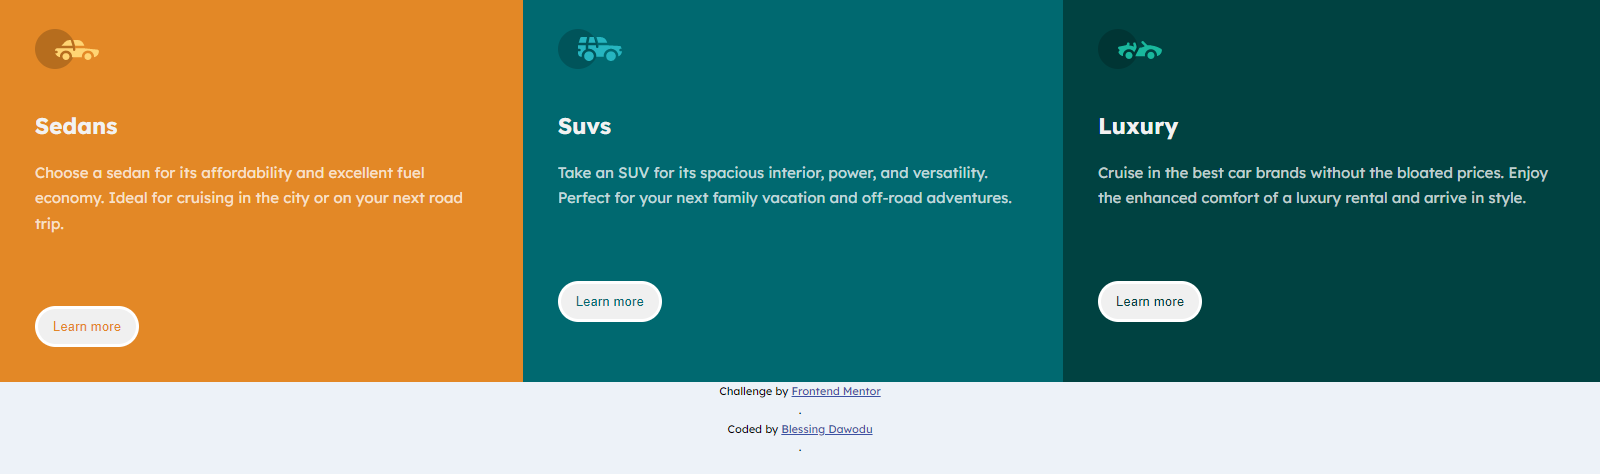 Sedans
Choose a sedan for its affordability and excellent fuel
economy. Ideal for cruising in the city or on your next road
trip.
Learn more
Suvs
Take an SUV for its spacious interior, power, and versatility.
Perfect for your next family vacation and off-road adventures.
Learn more
Luxury
Cruise in the best car brands without the bloated prices. Enjoy
the enhanced comfort of a luxury rental and arrive in style.
Learn more
Challenge by Frontend Mentor
.
Coded by Blessing Dawodu
.